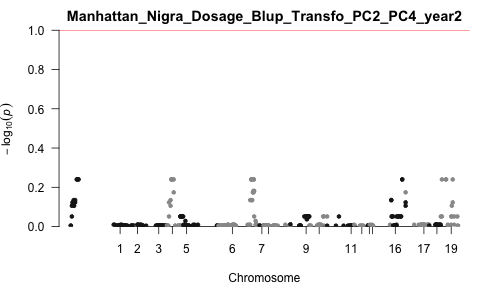 Manhattan_Nigra_Dosage_Blup_Transfo_PC2_PC4_year2
1.0
0.8
0.6
0.4
0.2
0.0
− log10(p)
1 2 3 5 6 7 9 11 16 17 19
Chromosome